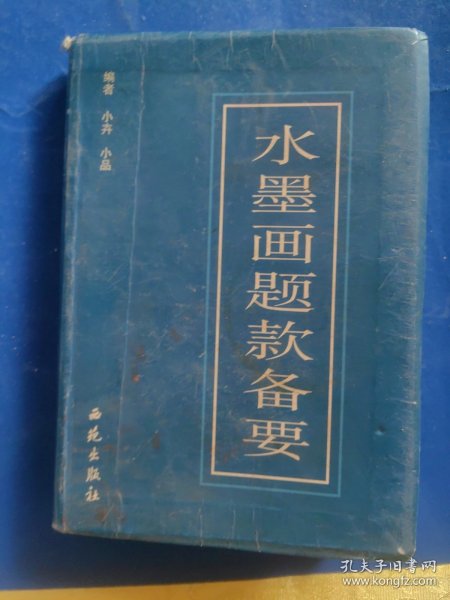 水墨画题款备要
编者 小卉 小品
西苑出版社
孔夫子旧书网
www.kongfz.com